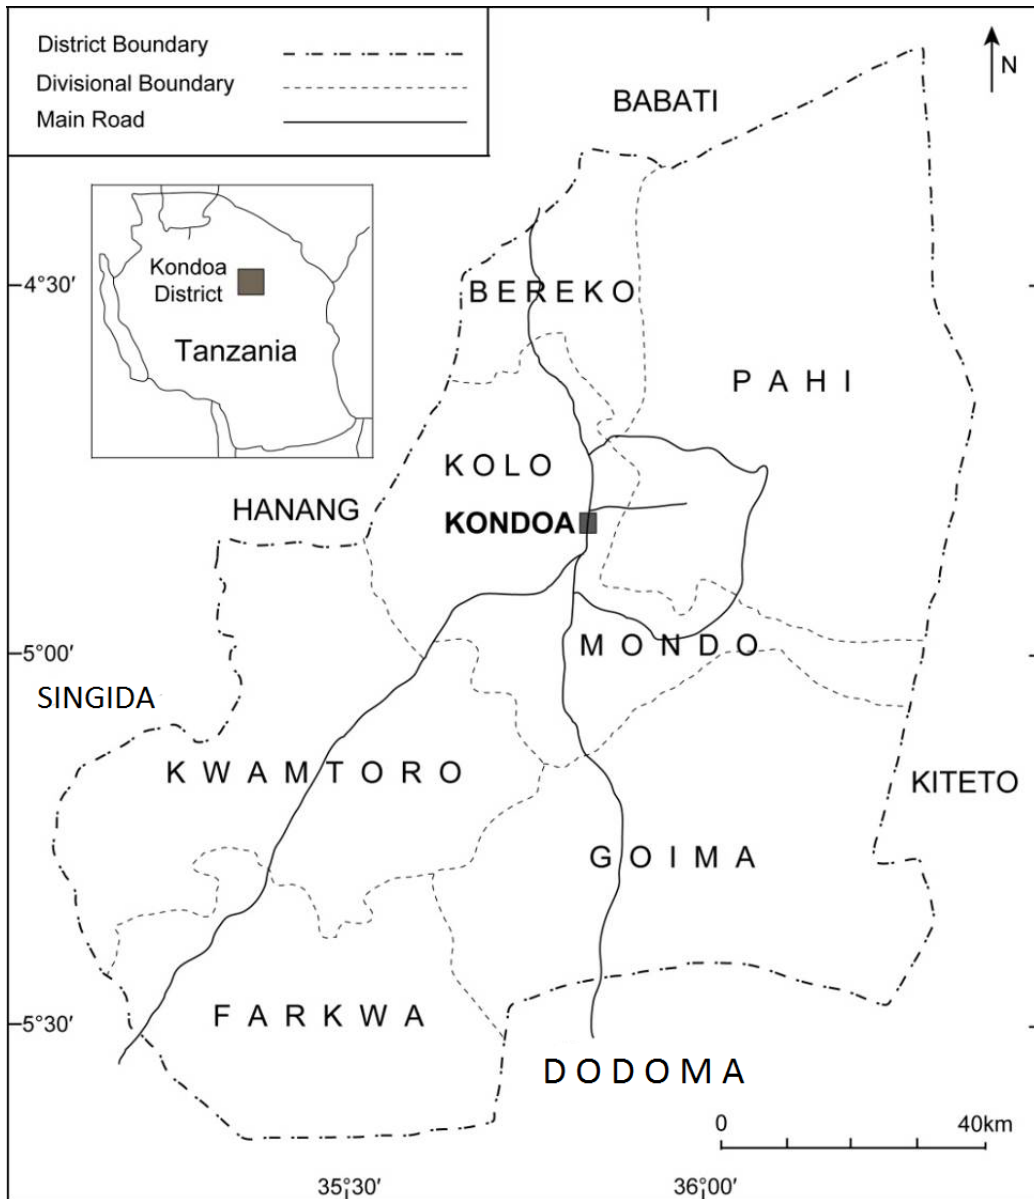 District Boundary
Divisional Boundary
Main Road
N
BABATI
Kondoa
District
Tanzania
4°30′
BEREKO
PAHI
KOLO
HANANG
KONDOA
5°00′
MONDO
SINGIDA
KWAMTORO
KITETO
GOIMA
FARKWA
5°30′
DODOMA
0 40km
35°30′ 36°00′